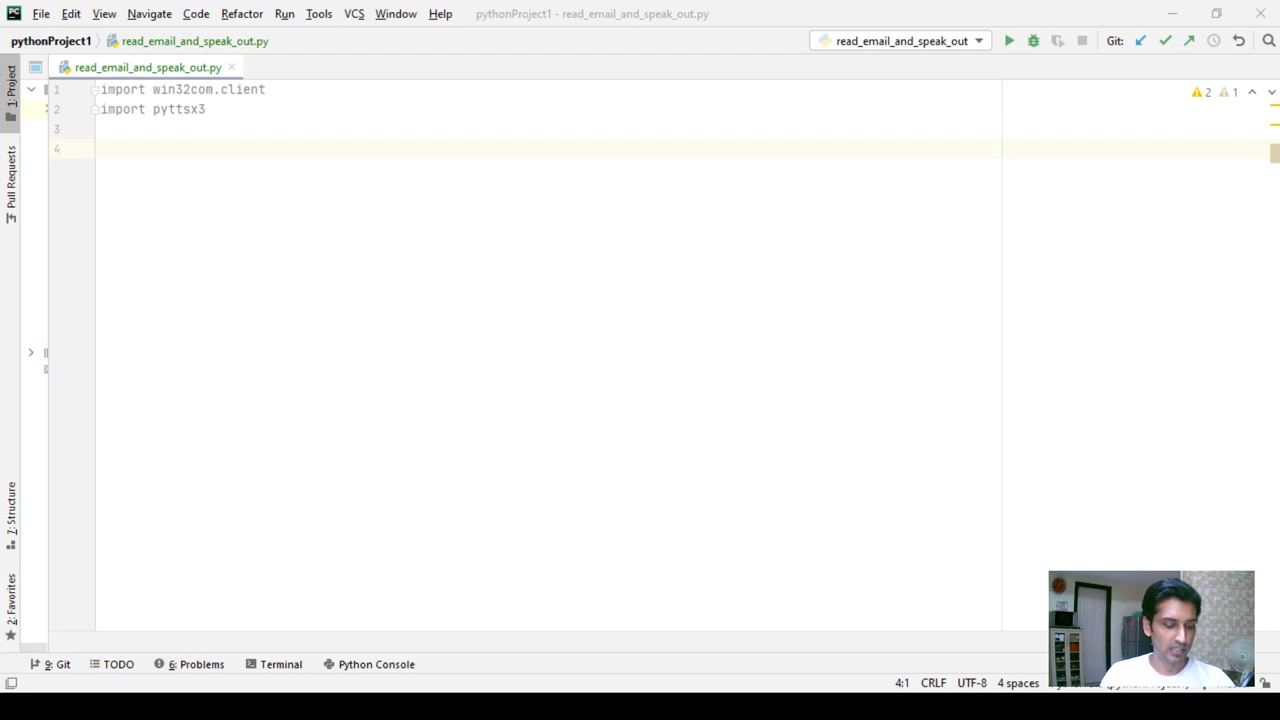 File Edit View Navigate Code Refactor Run Tools VCS Window Help pythonProject1 - read_email_and_speak_out.py
pythonProject1 read_email_and_speak_out.py read_email_and_speak_out Git:
1: Project
read_email_and_speak_out.py
1 import win32com.client 2 1
2 import pyttsx3
3
4
Pull Requests
7: Structure
2: Favorites
9: Git TODO 6: Problems Terminal Python Console
4:1 CRLF UTF-8 4 spaces